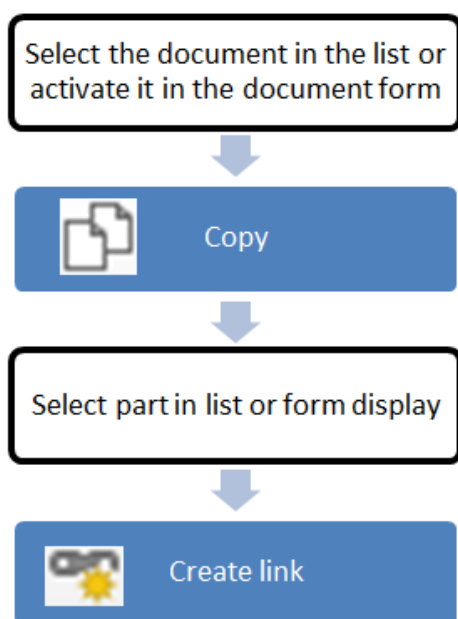 Select the document in the list or
activate it in the document form
Copy
Select part in list or form display
Create link